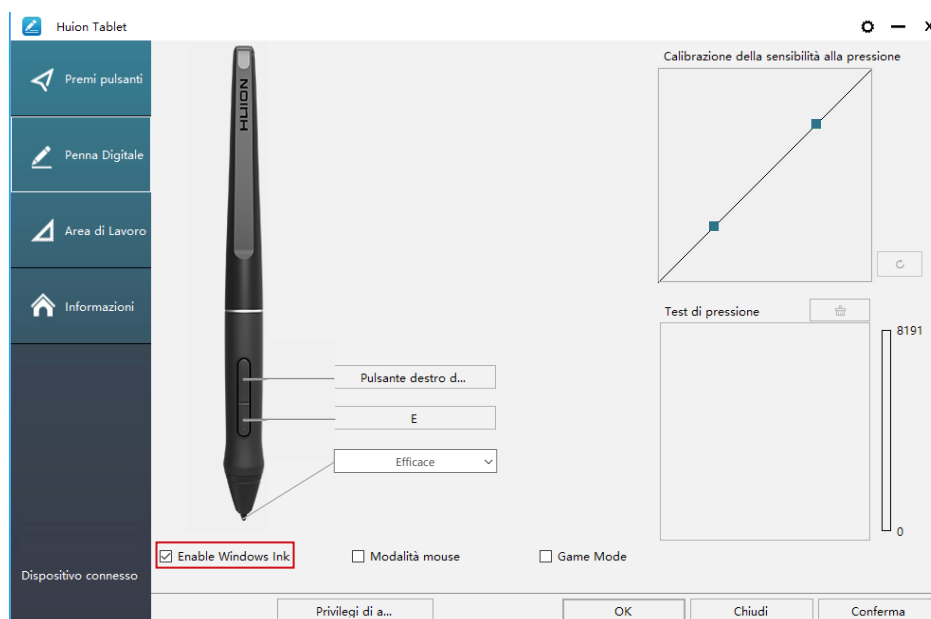 Huion Tablet
Premi pulsanti
Penna Digitale
Area di Lavoro
Informazioni
Dispositivo connesso
HUION
Pulsante destro d...
E
Efficace
Enable Windows Ink
Modalità mouse
Game Mode
Calibrazione della sensibilità alla pressione
Test di pressione
8191
0
Privilegi di a...
OK
Chiudi
Conferma